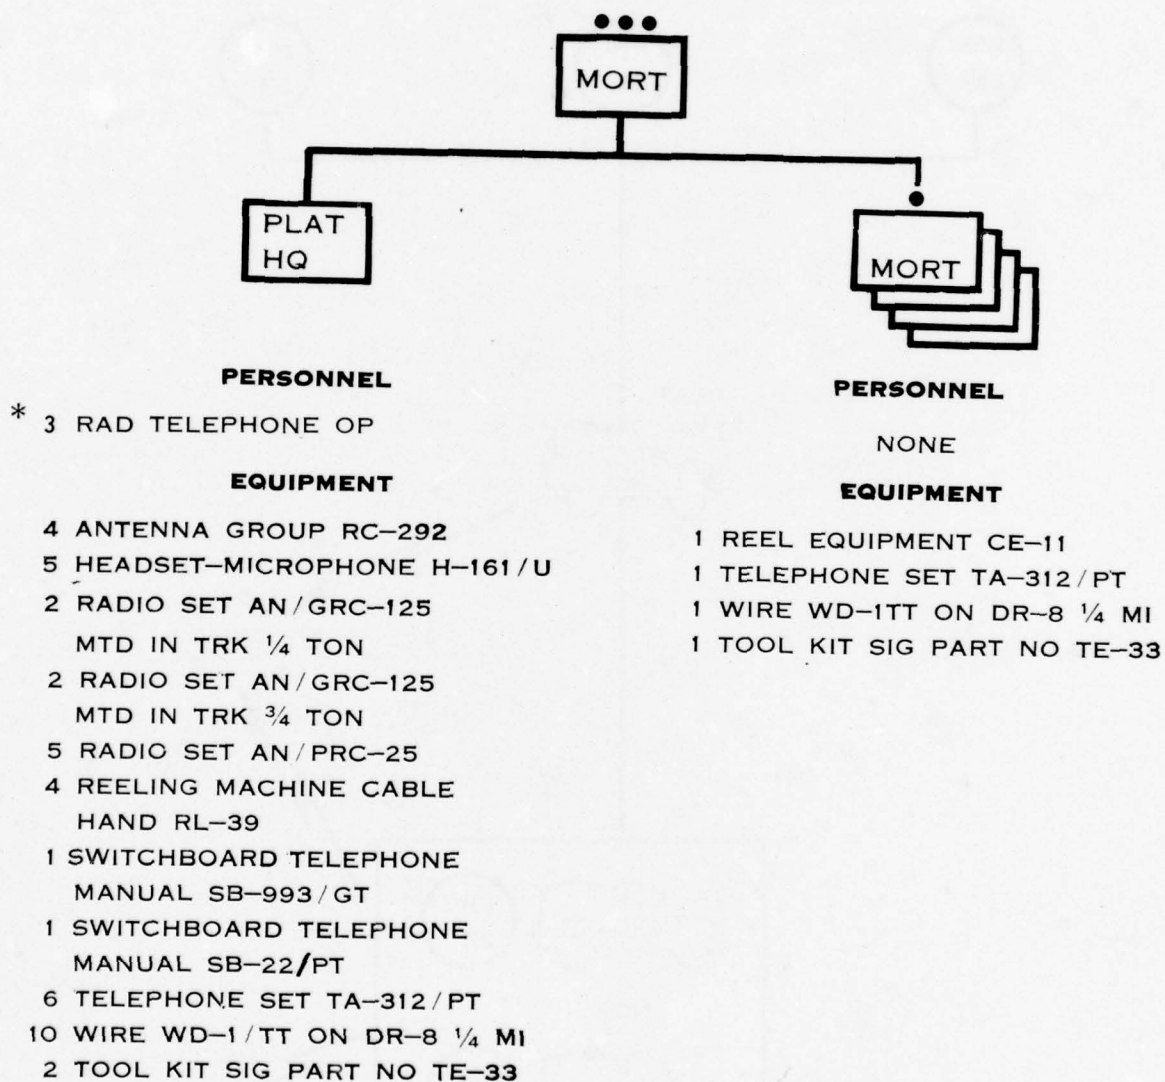 MORT
PLAT
HQ
MORT
PERSONNEL
* 3 RAD TELEPHONE OP
EQUIPMENT
4 ANTENNA GROUP RC–292
5 HEADSET–MICROPHONE H–161/U
2 RADIO SET AN/GRC–125
MTD IN TRK ¼ TON
2 RADIO SET AN/GRC–125
MTD IN TRK ¾ TON
5 RADIO SET AN/PRC–25
4 REELING MACHINE CABLE
HAND RL–39
1 SWITCHBOARD TELEPHONE
MANUAL SB–993/GT
1 SWITCHBOARD TELEPHONE
MANUAL SB–22/PT
6 TELEPHONE SET TA–312/PT
10 WIRE WD–1/TT ON DR–8 ¼ MI
2 TOOL KIT SIG PART NO TE–33
PERSONNEL
NONE
EQUIPMENT
1 REEL EQUIPMENT CE–11
1 TELEPHONE SET TA–312/PT
1 WIRE WD–1TT ON DR–8 ¼ MI
1 TOOL KIT SIG PART NO TE–33